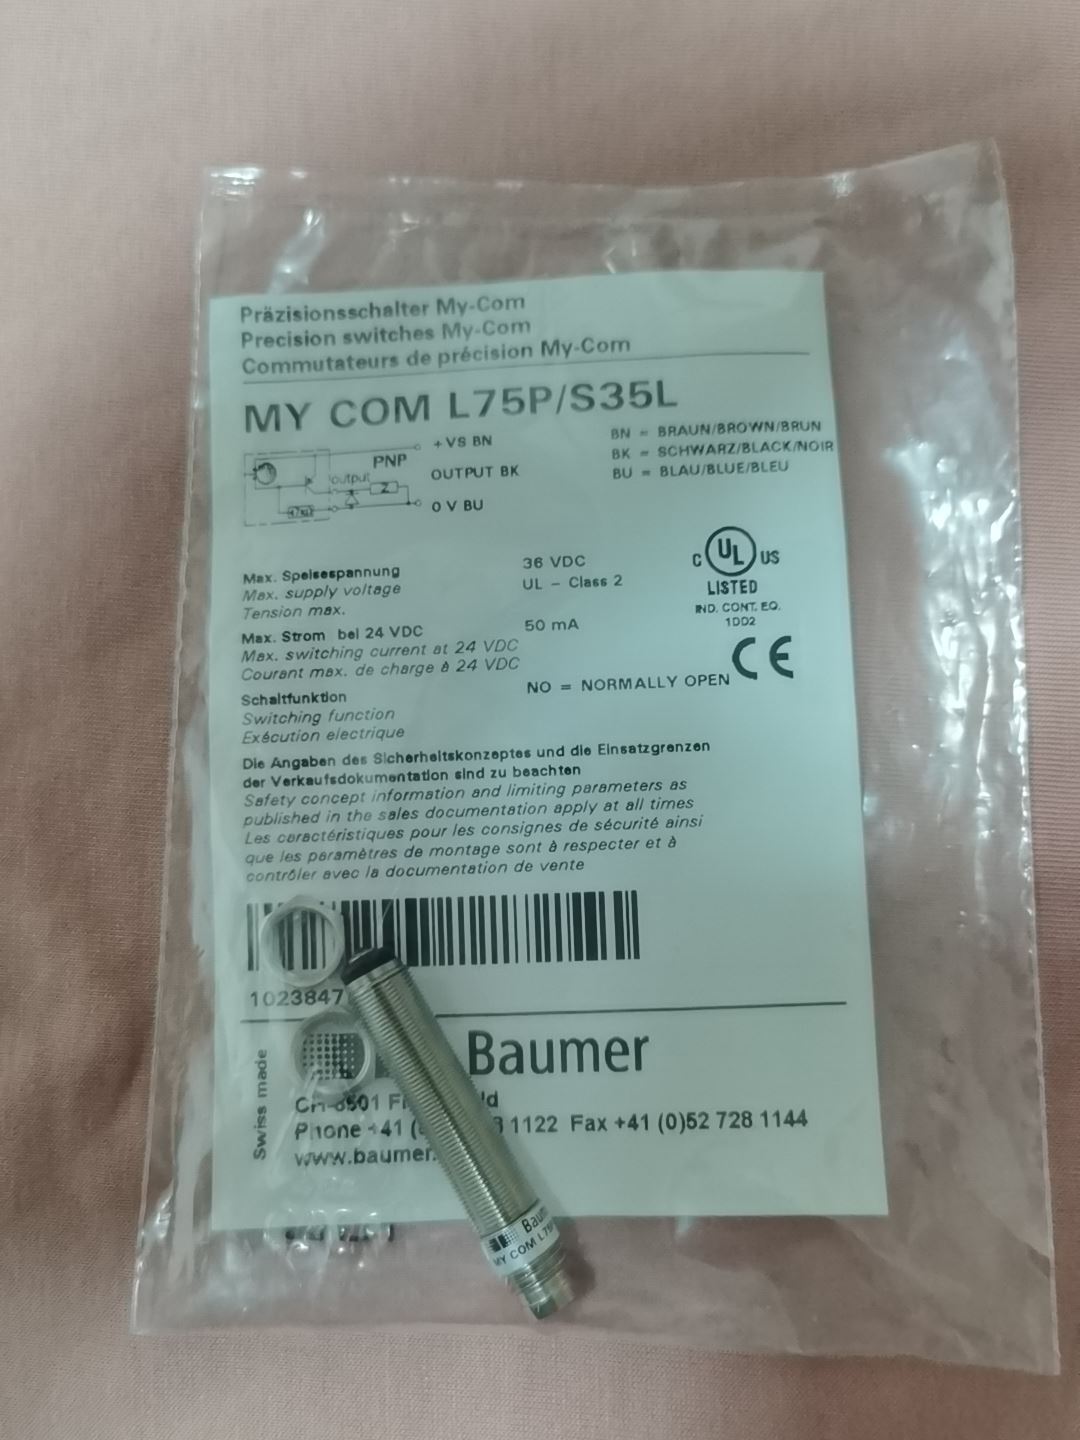 Präzisionsschalter My-Com
Precision switches My-Com
Commutateurs de précision My-Com
MY COM L75P/S35L
+VS BN
PNP
output
OUTPUT BK
Z
0 V BU
BN = BRAUN/BROWN/BRUN
BK = SCHWARZ/BLACK/NOIR
BU = BLAU/BLUE/BLEU
Max. Speisespannung
Max. supply voltage
Tension max.
36 VDC
UL - Class 2
C UL US
LISTED
IND. CONT. EQ.
1DD2
CE
Max. Strom bei 24 VDC
Max. switching current at 24 VDC
Courant max. de charge à 24 VDC
50 mA
Schaltfunktion
Switching function
Exécution electrique
NO = NORMALLY OPEN
Die Angaben des Sicherheitskonzeptes und die Einsatzgrenzen
der Verkaufsdokumentation sind zu beachten
Safety concept information and limiting parameters as
published in the sales documentation apply at all times
Les caractéristiques pour les consignes de sécurité ainsi
que les paramètres de montage sont à respecter et à
contrôler avec la documentation de vente
1023847
Swiss made
Baumer
CH-8501
Phone +41 1122 Fax +41 (0)52 728 1144
www.baumer.
MY COM L75P